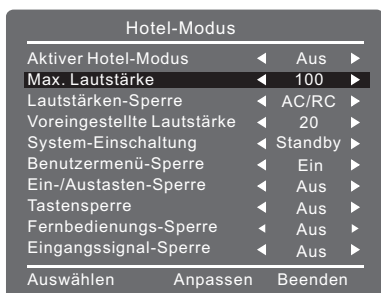 Hotel-Modus
Aktiver Hotel-Modus Aus
Max. Lautstärke 100
Lautstärken-Sperre AC/RC
Voreingestellte Lautstärke 20
System-Einschaltung Standby
Benutzermenü-Sperre Ein
Ein-/Austasten-Sperre Aus
Tastensperre Aus
Fernbedienungs-Sperre Aus
Eingangssignal-Sperre Aus
Auswählen Anpassen Beenden